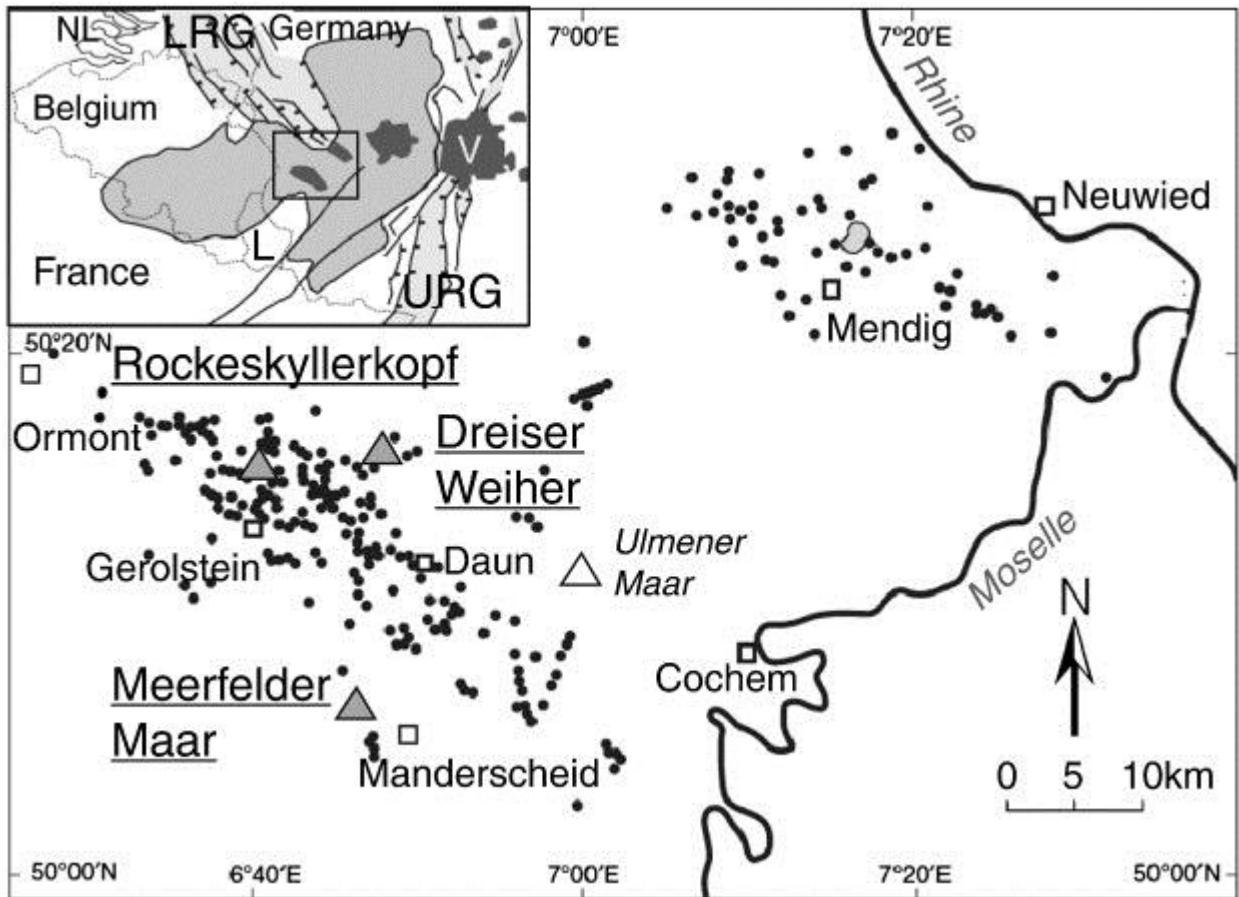 NL
LRG
Germany
Belgium
V
L
France
URG
7°00′E
7°20′E
Rhine
Neuwied
Mendig
50°20′N
Rockeskyllerkopf
Ormont
Dreiser
Weiher
Gerolstein
Daun
Ulmener
Maar
Moselle
N
Meerfelder
Maar
Cochem
Manderscheid
0 5 10km
50°00′N
6°40′E
7°00′E
7°20′E
50°00′N